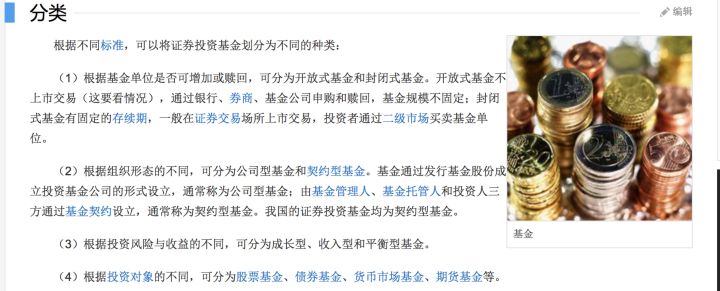 分类
编辑
根据不同标准，可以将证券投资基金划分为不同的种类：
（1）根据基金单位是否可增加或赎回，可分为开放式基金和封闭式基金。开放式基金不
上市交易（这要看情况），通过银行、券商、基金公司申购和赎回，基金规模不固定；封闭
式基金有固定的存续期，一般在证券交易场所上市交易，投资者通过二级市场买卖基金单
位。
（2）根据组织形态的不同，可分为公司型基金和契约型基金。基金通过发行基金股份成
立投资基金公司的形式设立，通常称为公司型基金；由基金管理人、基金托管人和投资人三
方通过基金契约设立，通常称为契约型基金。我国的证券投资基金均为契约型基金。
（3）根据投资风险与收益的不同，可分为成长型、收入型和平衡型基金。
（4）根据投资对象的不同，可分为股票基金、债券基金、货币市场基金、期货基金等。
基金